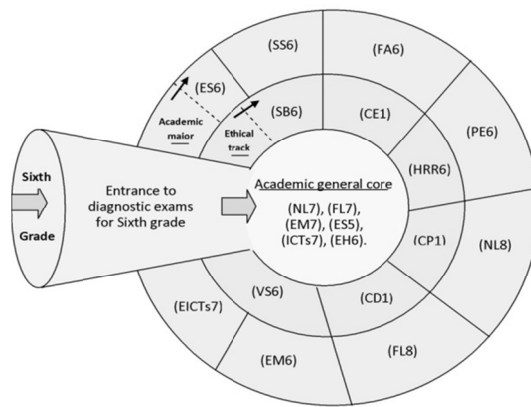 (SS6)
(FA6)
(ES6)
Academic
major
Ethical
track
(SB6)
(CE1)
(PE6)
(HRR6)
Sixth
Grade
Entrance to
diagnostic exams
for Sixth grade
Academic general core
(NL7), (FL7),
(EM7), (ES5),
(ICTs7), (EH6).
(CP1)
(NL8)
(EICTs7)
(VS6)
(CD1)
(EM6)
(FL8)